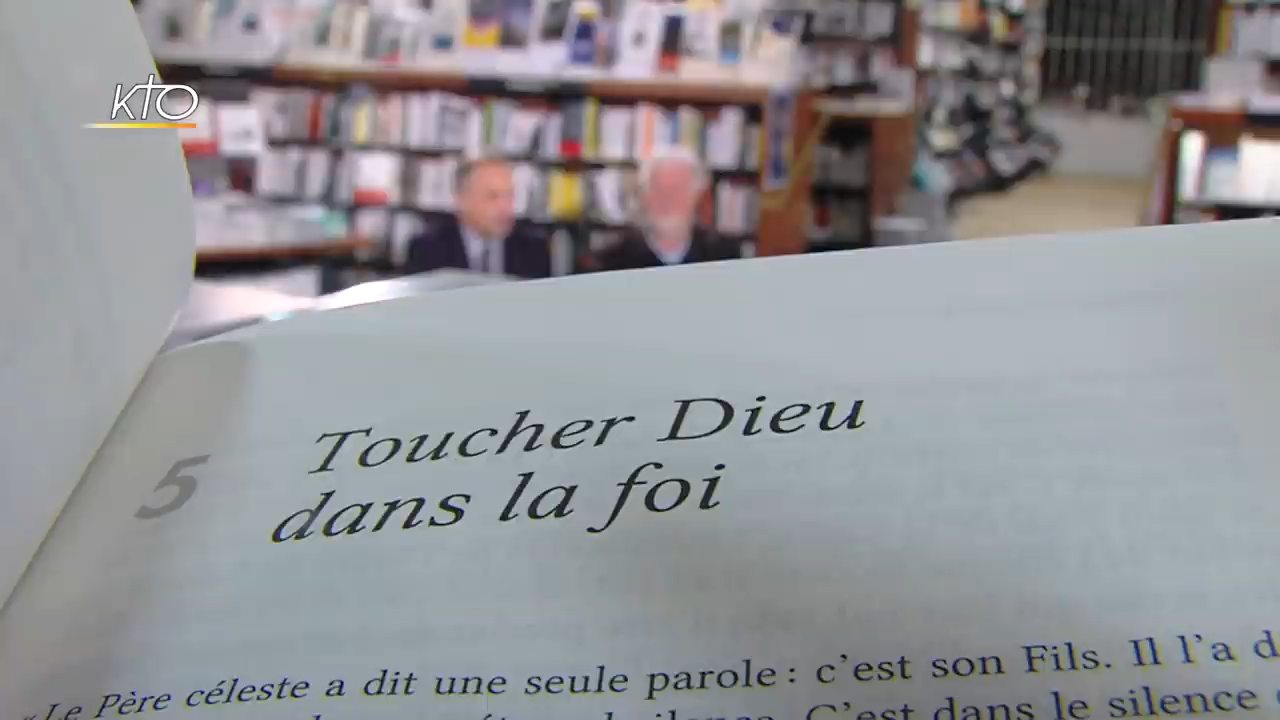 KTO
5
Toucher Dieu
dans la foi
« Le Père céleste a dit une seule parole : c'est son Fils. Il l'a
silence. C'est dans le silence